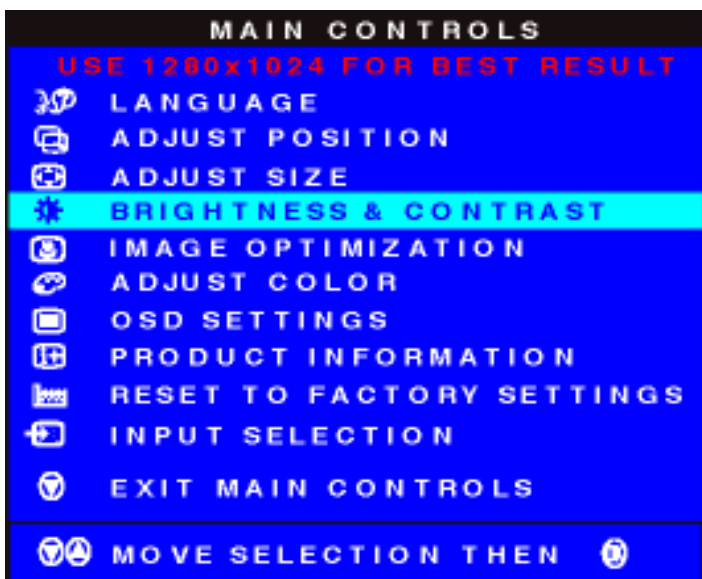 MAIN CONTROLS
USE 1280x1024 FOR BEST RESULT
LANGUAGE
ADJUST POSITION
ADJUST SIZE
BRIGHTNESS & CONTRAST
IMAGE OPTIMIZATION
ADJUST COLOR
OSD SETTINGS
PRODUCT INFORMATION
RESET TO FACTORY SETTINGS
INPUT SELECTION
EXIT MAIN CONTROLS
MOVE SELECTION THEN